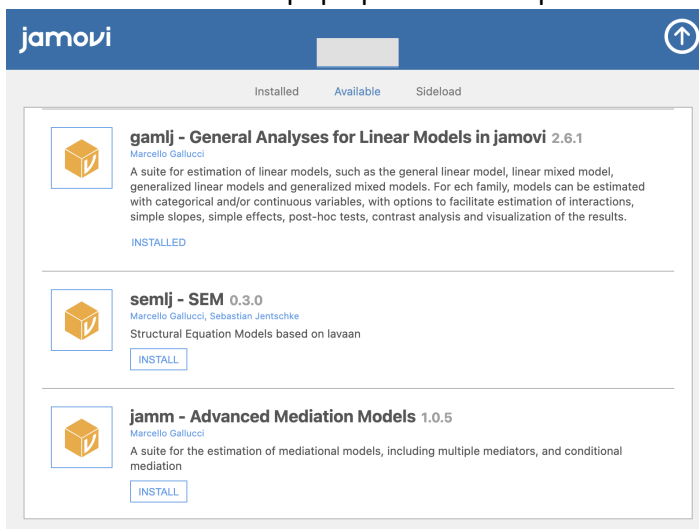 jamovi
Installed Available Sideload
gamlj - General Analyses for Linear Models in jamovi 2.6.1
Marcello Gallucci
A suite for estimation of linear models, such as the general linear model, linear mixed model,
generalized linear models and generalized mixed models. For ech family, models can be estimated
with categorical and/or continuous variables, with options to facilitate estimation of interactions,
simple slopes, simple effects, post-hoc tests, contrast analysis and visualization of the results.
INSTALLED
semlj - SEM 0.3.0
Marcello Gallucci, Sebastian Jentschke
Structural Equation Models based on lavaan
INSTALL
jamm - Advanced Mediation Models 1.0.5
Marcello Gallucci
A suite for the estimation of mediational models, including multiple mediators, and conditional
mediation
INSTALL